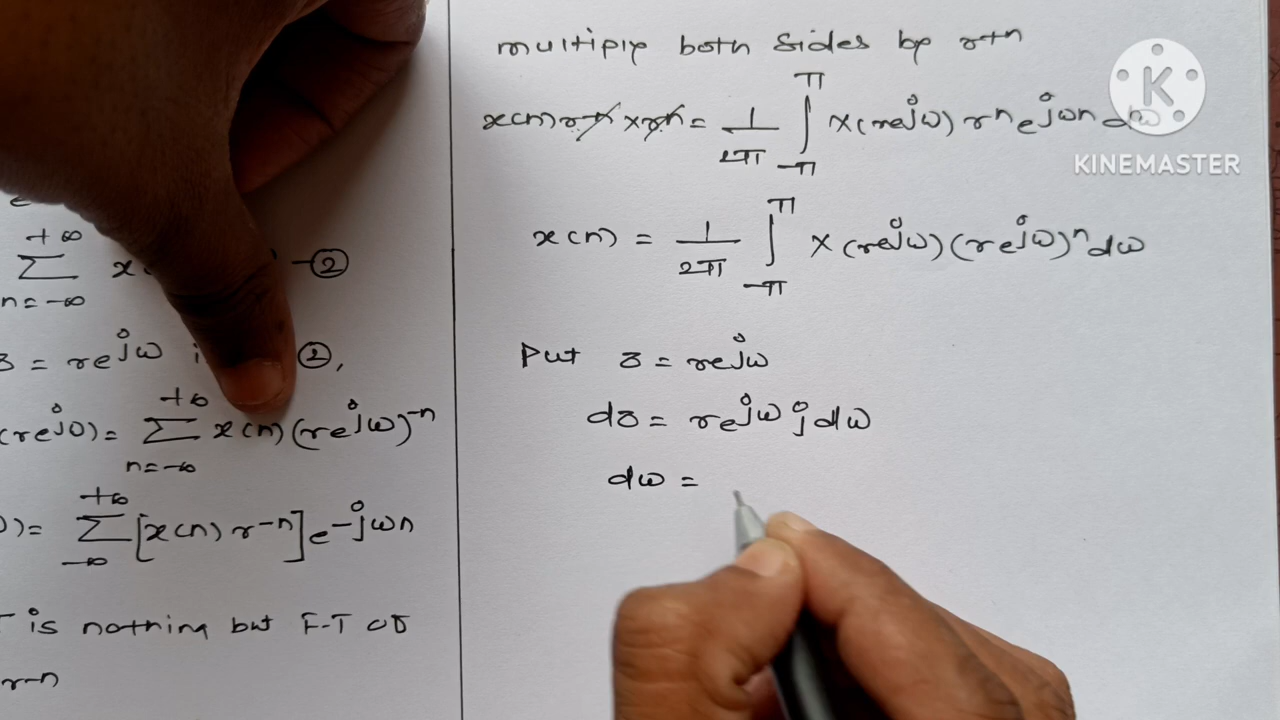 +∞
Σ x( -②
n=-∞
z = re^jω i ②,
+∞
(re^jω)= Σ x(n)(re^jω)^-n
n=-∞
+∞
)= Σ [x(n) r^-n]e^-jωn
-∞
is nothing but F.T of
r-n
multiply both sides by r+n
x(n)r-n×rn = 1/2π ∫ π -π X(re^jω) r^n e^jωn dω
x(n) = 1/2π ∫ π -π X(re^jω)(re^jω)^n dω
Put z = re^jω
dz = re^jω j dω
dω =
K
KINEMASTER